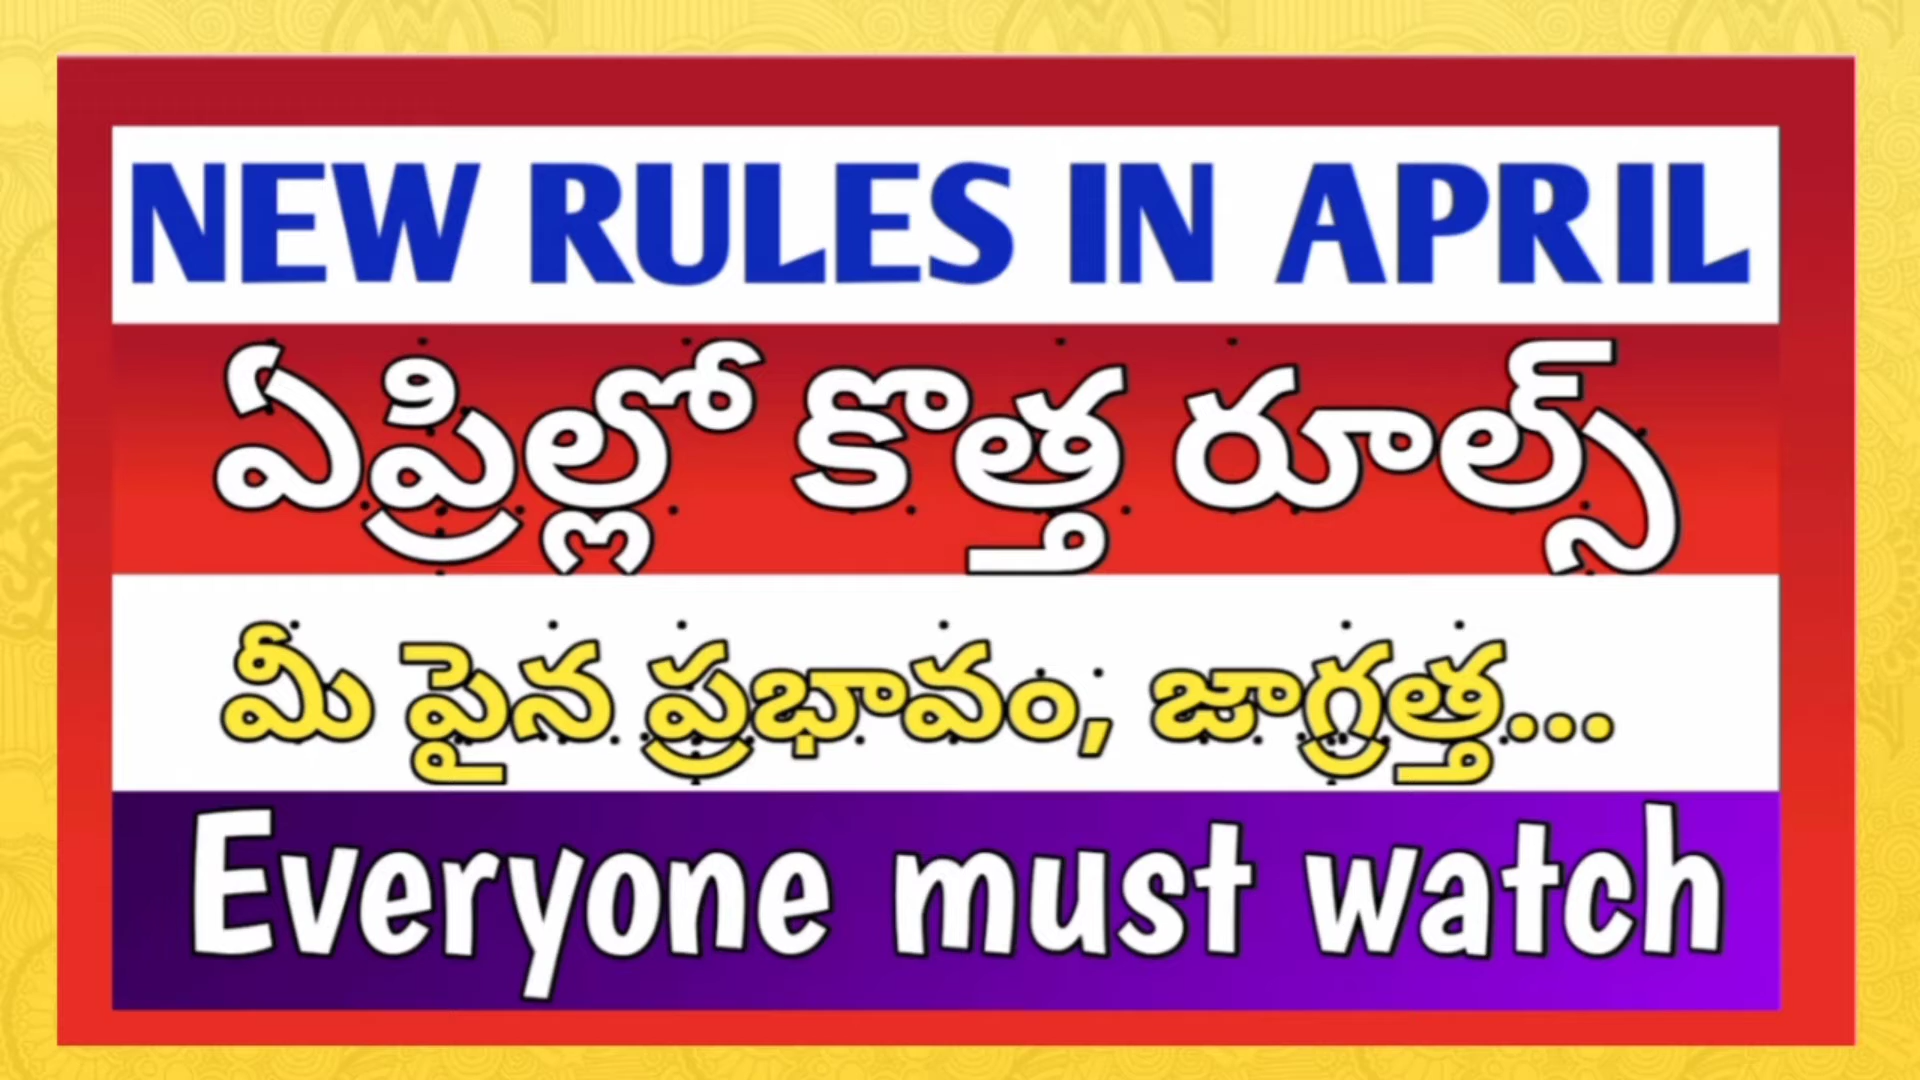 NEW RULES IN APRIL
ఏప్రిల్లో కొత్త రూల్స్
మీ పైన ప్రభావం, జాగ్రత్త...
Everyone must watch